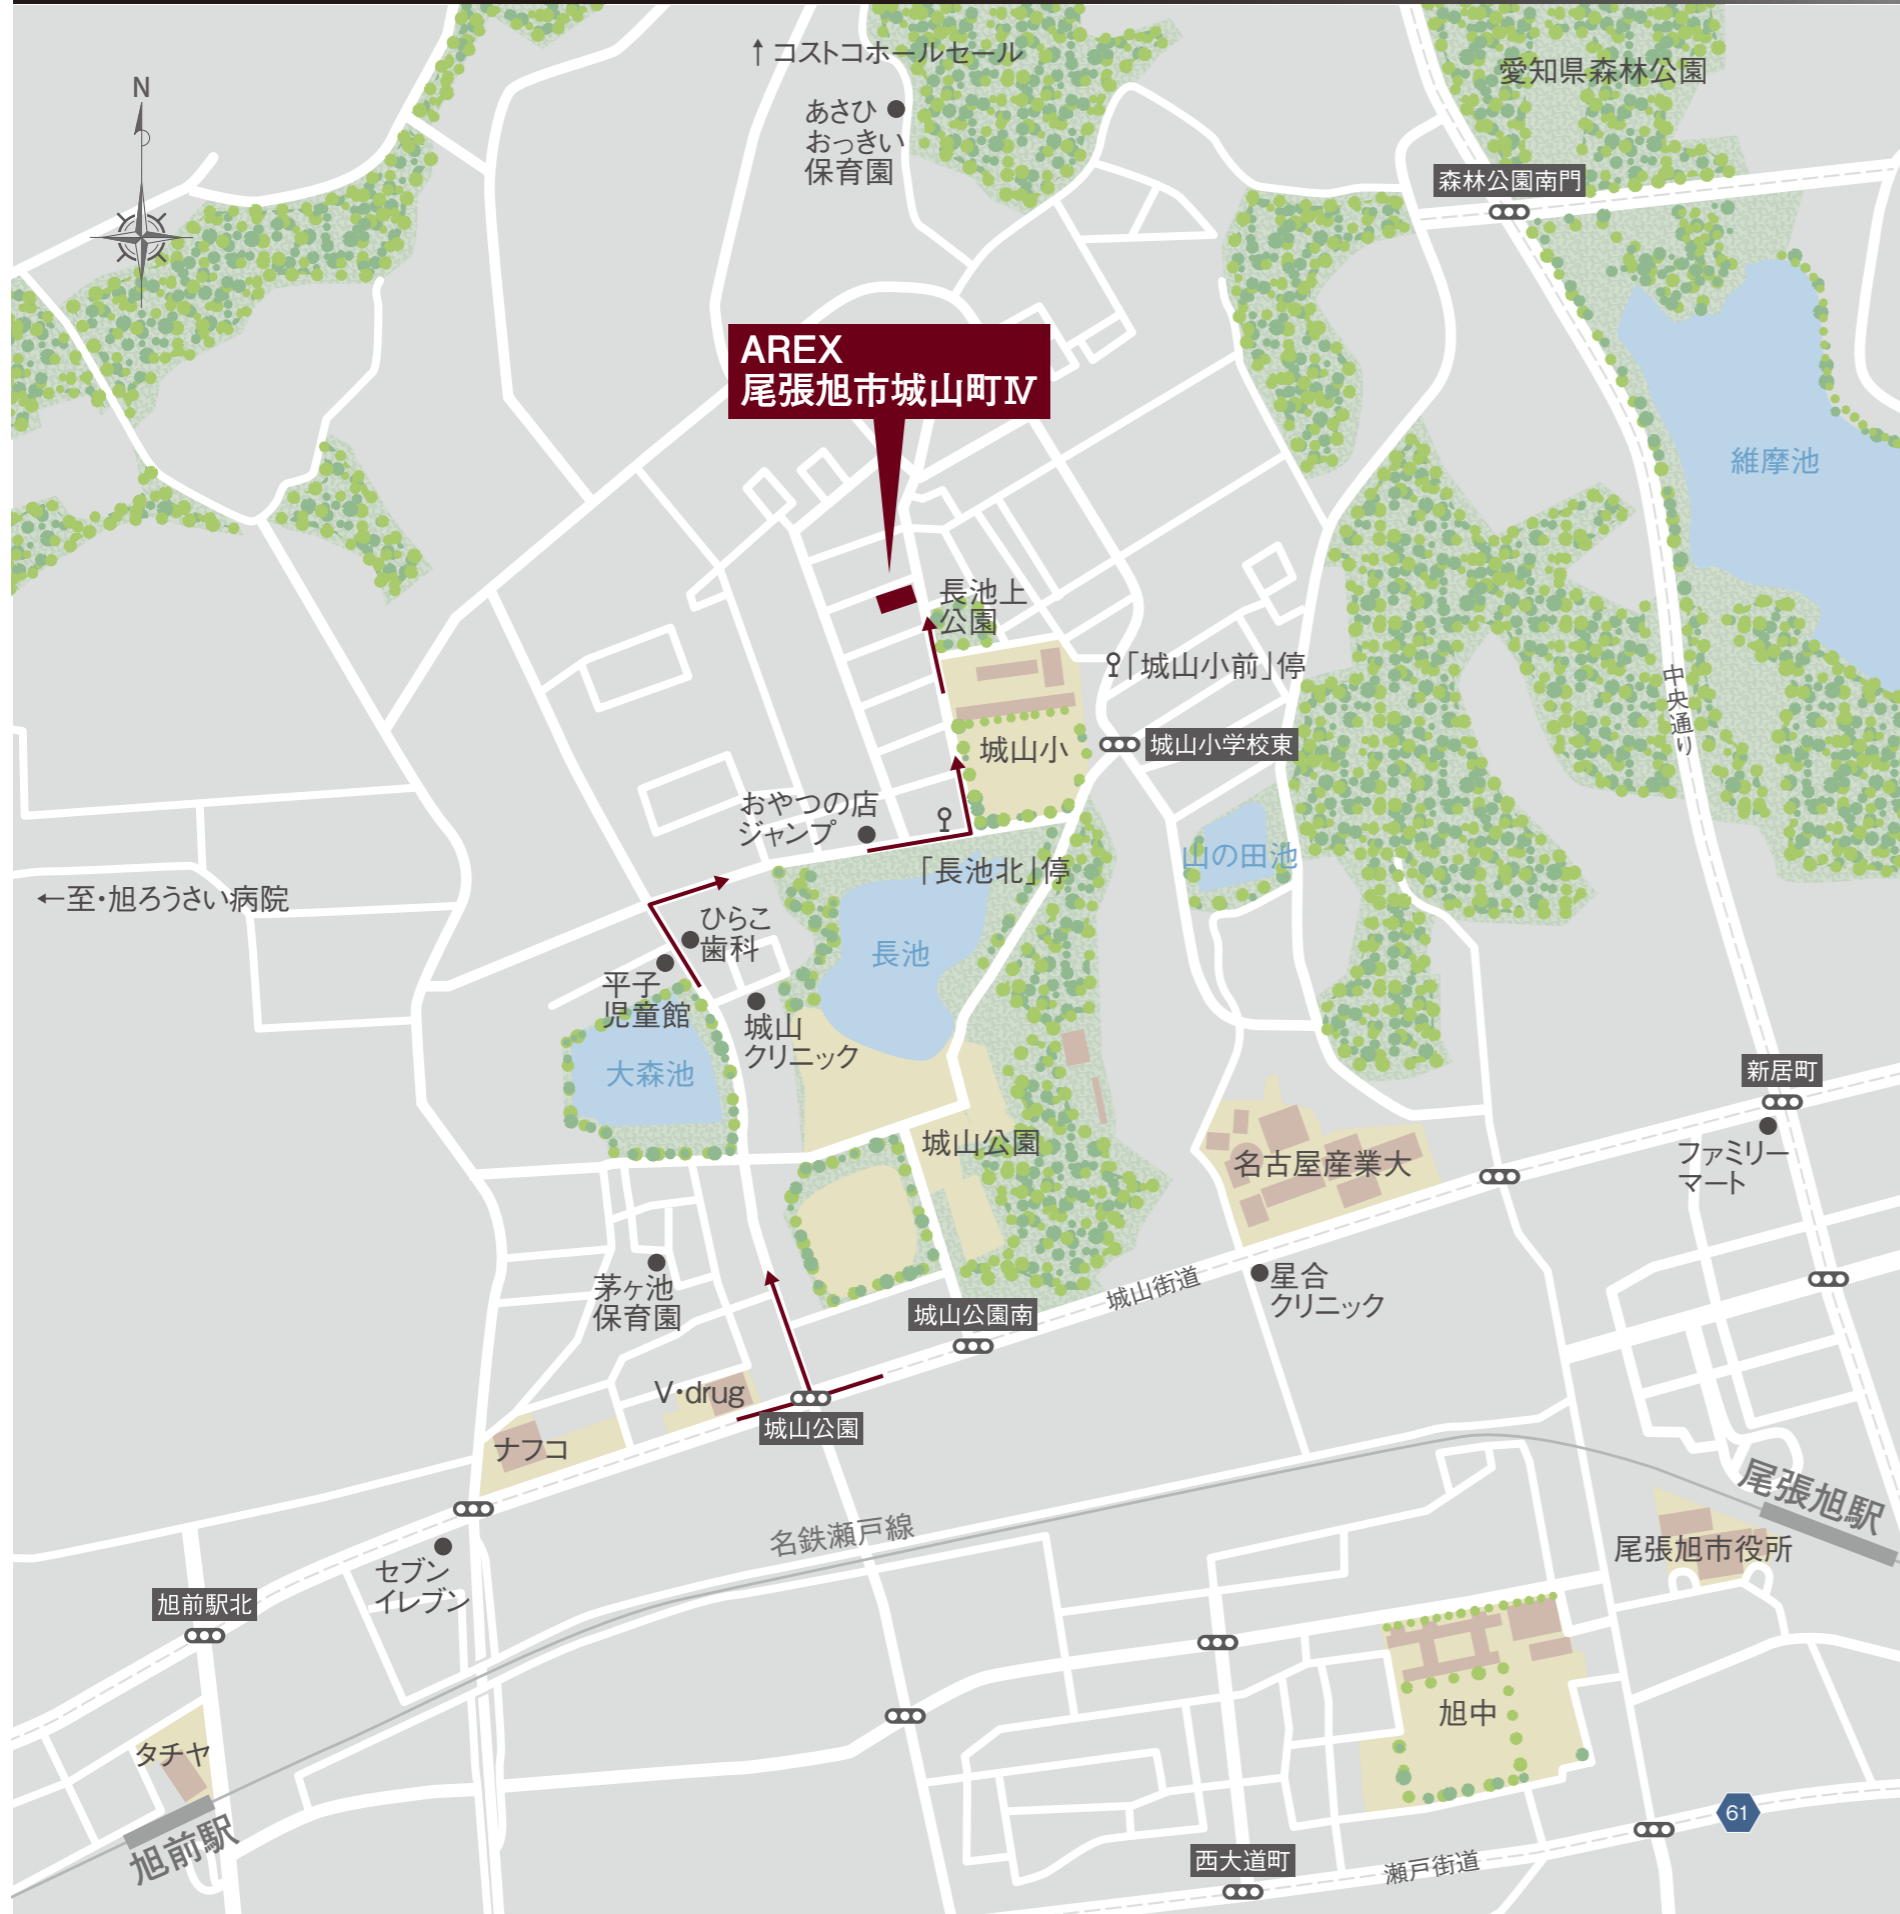 ↑ コストコホールセール
愛知県森林公園
N
あさひ
おっきい
保育園
森林公園南門
AREX
尾張旭市城山町Ⅳ
維摩池
長池上
公園
「城山小前」停
中央通り
城山小
城山小学校東
おやつの店
ジャンプ
「長池北」停
山の田池
←至・旭ろうさい病院
ひらこ
歯科
長池
平子
児童館
城山
クリニック
大森池
新居町
城山公園
名古屋産業大
ファミリー
マート
茅ヶ池
保育園
城山街道
星合
クリニック
城山公園南
V・drug
城山公園
ナフコ
尾張旭駅
名鉄瀬戸線
尾張旭市役所
セブン
イレブン
旭前駅北
旭中
タチヤ
61
旭前駅
西大道町
瀬戸街道